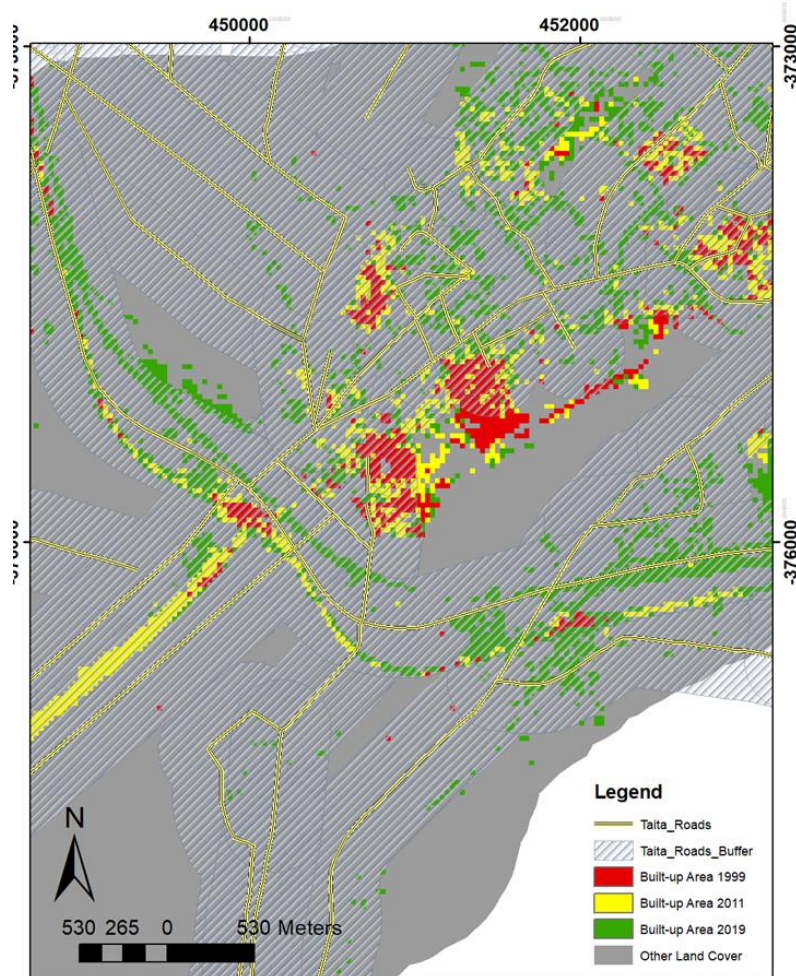 450000 452000
-373000
-376000 -376000
Legend
Taita_Roads
Taita_Roads_Buffer
Built-up Area 1999
Built-up Area 2011
Built-up Area 2019
Other Land Cover
N
530 265 0 530 Meters